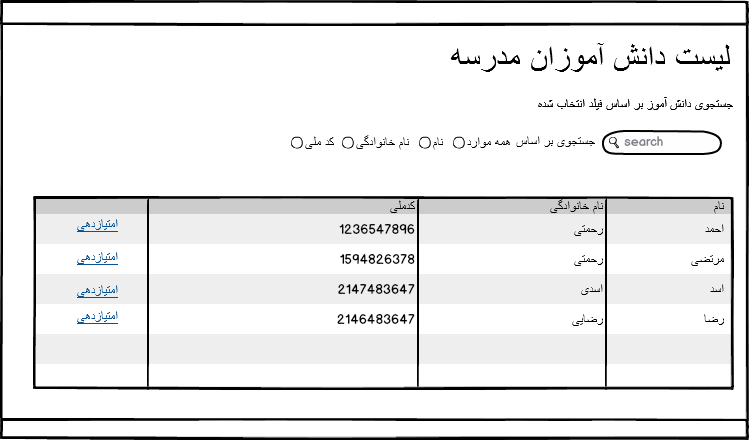 لیست دانش آموزان مدرسه
جستجوی دانش آموز بر اساس فیلد انتخاب شده
search جستجوی بر اساس همه موارد نام نام خانوادگی کد ملی
نام نام خانوادگی کدملی
احمد رحمتی 1236547896 امتیازدهی
مرتضی رحمتی 1594826378 امتیازدهی
اسد اسدی 2147483647 امتیازدهی
رضا رضایی 2146483647 امتیازدهی